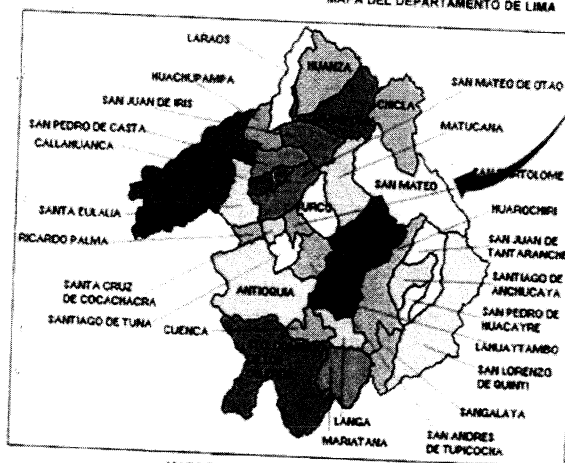 MAPA DEL DEPARTAMENTO DE LIMA
LARAOS
HUANZA
HUACHUPAMPA
SAN MATEO DE OTAO
SAN JUAN DE IRIS
CHICLA
SAN PEDRO DE CASTA
MATUCANA
CALLAHUANCA
SAN MATEO
SANTA EULALIA
HUAROCHIRI
RICARDO PALMA
SAN JUAN DE
TANTARANCHE
SANTIAGO DE
ANCHUCAYA
SANTA CRUZ
DE COCACHACRA
ANTIOQUIA
SAN PEDRO DE
HUACAYRE
SANTIAGO DE TUNA
CUENCA
LAHUAYTAMBO
SAN LORENZO
DE QUINTI
SANGALAYA
LANGA
MARIATANA
SAN ANDRES
DE TUPICOCHA